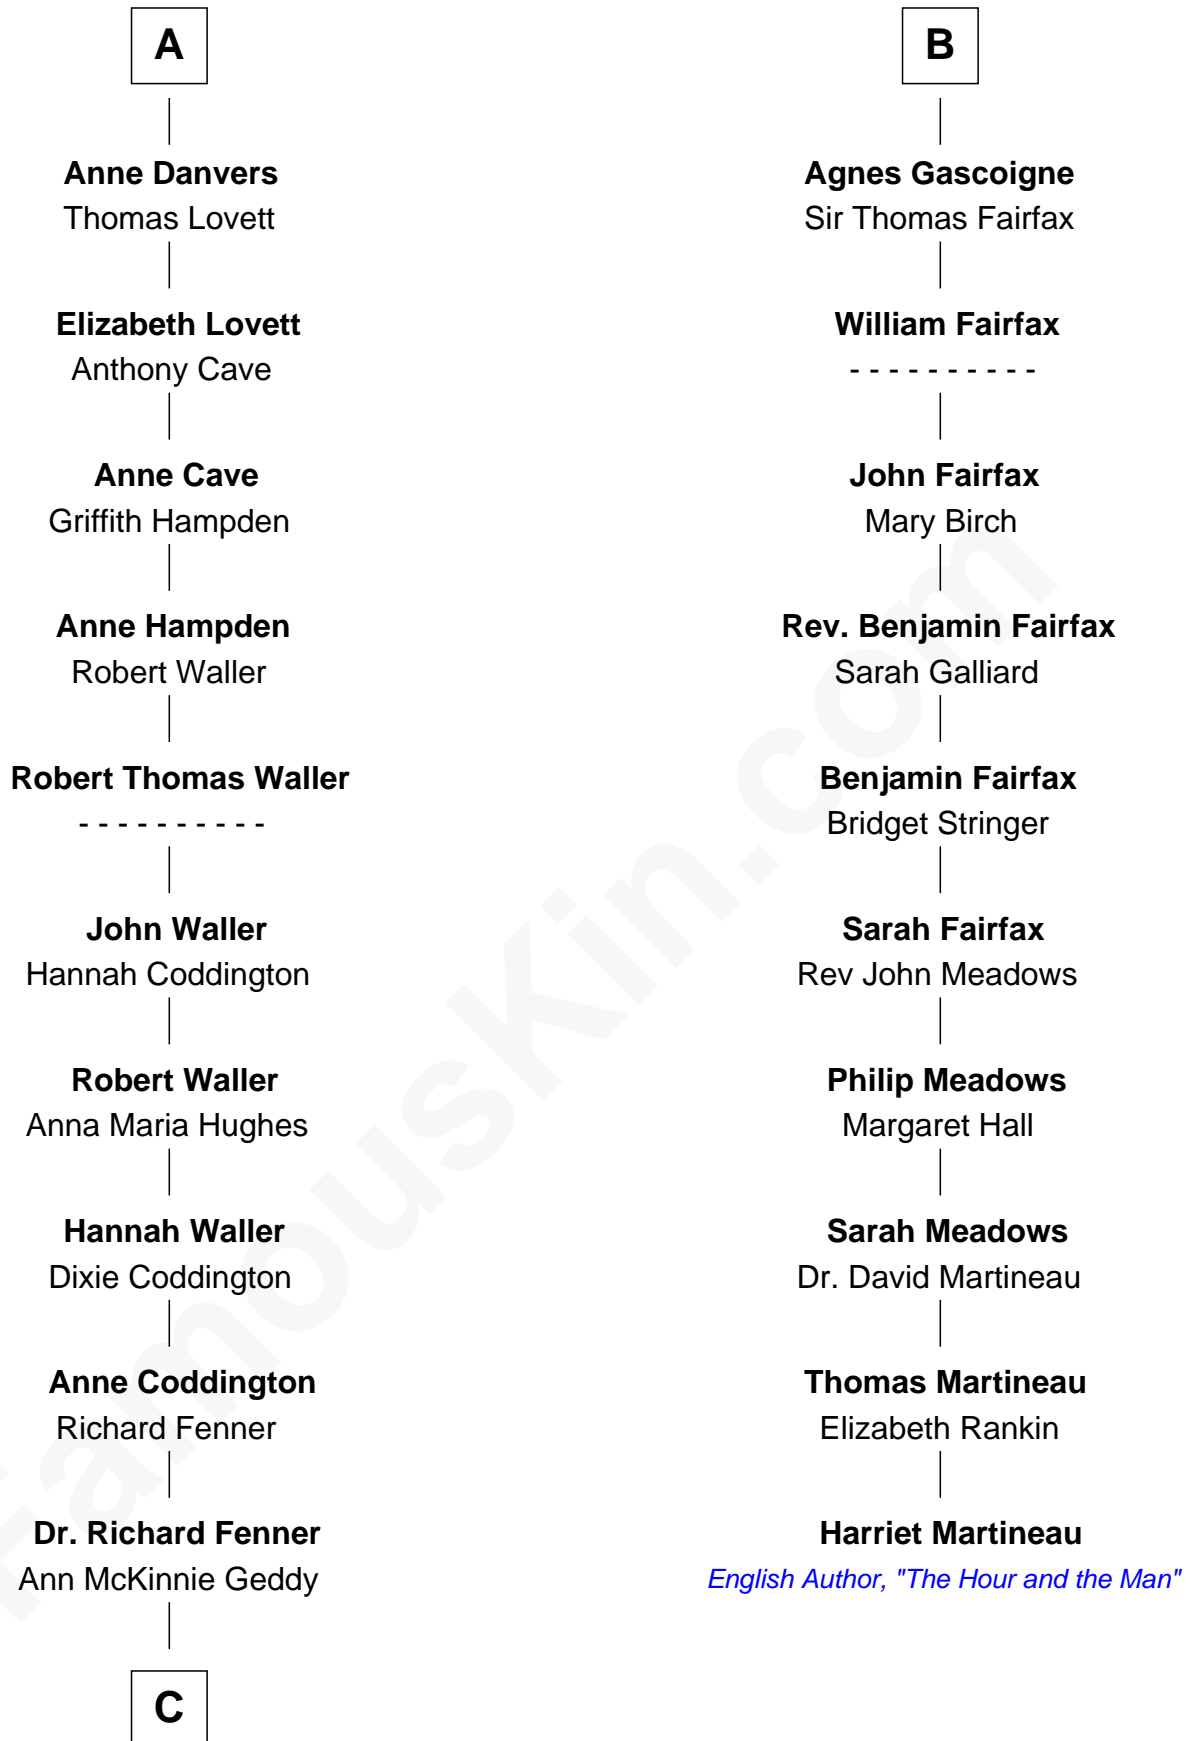 A
Anne Danvers
Thomas Lovett
Elizabeth Lovett
Anthony Cave
Anne Cave
Griffith Hampden
Anne Hampden
Robert Waller
Robert Thomas Waller
- - - - - - - - - -
John Waller
Hannah Coddington
Robert Waller
Anna Maria Hughes
Hannah Waller
Dixie Coddington
Anne Coddington
Richard Fenner
Dr. Richard Fenner
Ann McKinnie Geddy
C
B
Agnes Gascoigne
Sir Thomas Fairfax
William Fairfax
- - - - - - - - - -
John Fairfax
Mary Birch
Rev. Benjamin Fairfax
Sarah Galliard
Benjamin Fairfax
Bridget Stringer
Sarah Fairfax
Rev John Meadows
Philip Meadows
Margaret Hall
Sarah Meadows
Dr. David Martineau
Thomas Martineau
Elizabeth Rankin
Harriet Martineau
English Author, "The Hour and the Man"
FamousKin.com